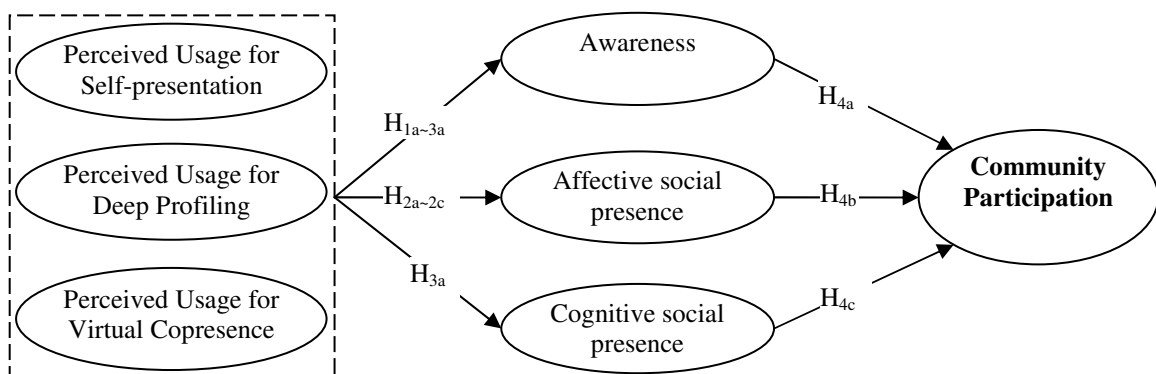 Perceived Usage for
Self-presentation
Perceived Usage for
Deep Profiling
Perceived Usage for
Virtual Copresence
H1a~3a
H2a~2c
H3a
Awareness
Affective social
presence
Cognitive social
presence
H4a
H4b
H4c
Community
Participation